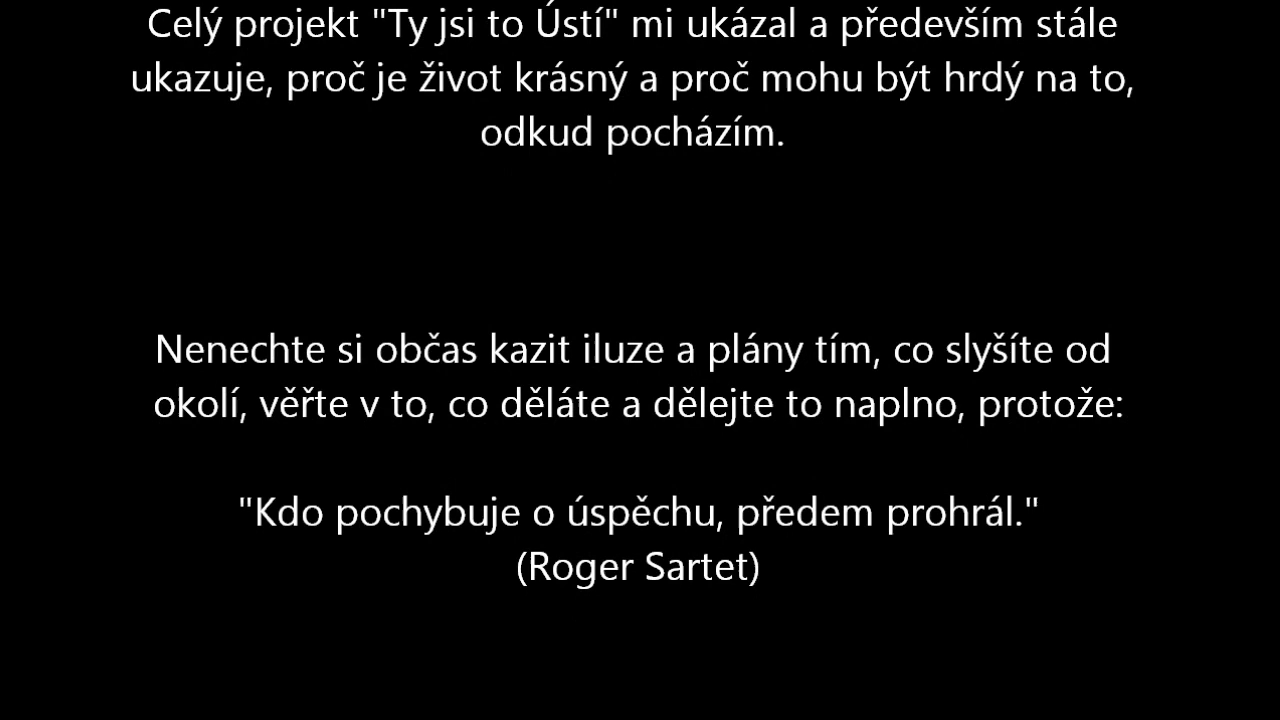 Celý projekt "Ty jsi to Ústí" mi ukázal a především stále
ukazuje, proč je život krásný a proč mohu být hrdý na to,
odkud pocházím.
Nenechte si občas kazit iluze a plány tím, co slyšíte od
okolí, věřte v to, co děláte a dělejte to naplno, protože:
"Kdo pochybuje o úspěchu, předem prohrál."
(Roger Sartet)